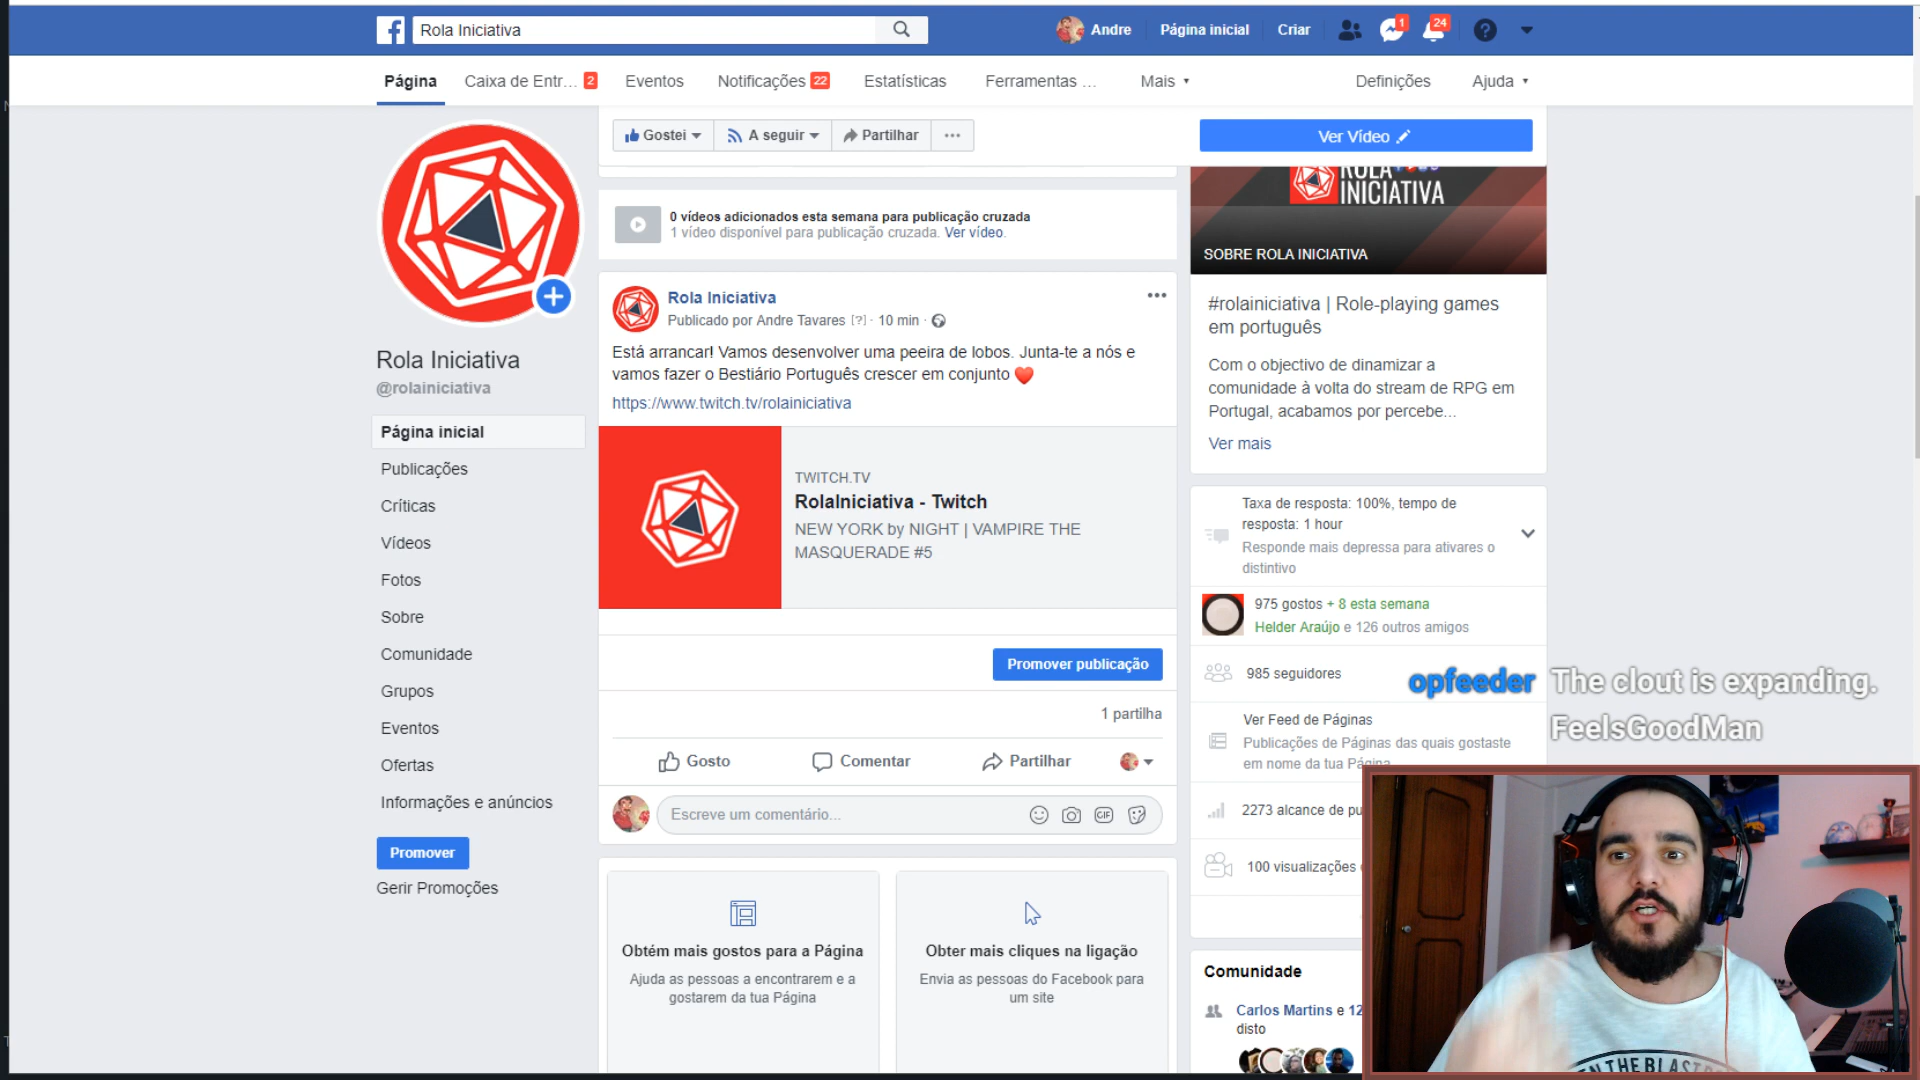 Rola Iniciativa
Andre
Página inicial
Criar
1
24
Página
Caixa de Entr...
2
Eventos
Notificações
22
Estatísticas
Ferramentas ...
Mais
Definições
Ajuda
Gostei
A seguir
Partilhar
Ver Vídeo
Rola Iniciativa
@rolainiciativa
Página inicial
Publicações
Críticas
Vídeos
Fotos
Sobre
Comunidade
Grupos
Eventos
Ofertas
Informações e anúncios
Promover
Gerir Promoções
0 vídeos adicionados esta semana para publicação cruzada
1 vídeo disponível para publicação cruzada. Ver vídeo.
Rola Iniciativa
Publicado por Andre Tavares [?] · 10 min ·
Está arrancar! Vamos desenvolver uma peeira de lobos. Junta-te a nós e
vamos fazer o Bestiário Português crescer em conjunto
https://www.twitch.tv/rolainiciativa
TWITCH.TV
RolaIniciativa - Twitch
NEW YORK by NIGHT | VAMPIRE THE
MASQUERADE #5
Promover publicação
1 partilha
Gosto
Comentar
Partilhar
Escreve um comentário...
GIF
Obtém mais gostos para a Página
Ajuda as pessoas a encontrarem e a
gostarem da tua Página
Obter mais cliques na ligação
Envia as pessoas do Facebook para
um site
ROLA
INICIATIVA
SOBRE ROLA INICIATIVA
#rolainiciativa | Role-playing games
em português
Com o objectivo de dinamizar a
comunidade à volta do stream de RPG em
Portugal, acabamos por percebe...
Ver mais
Taxa de resposta: 100%, tempo de
resposta: 1 hour
Responde mais depressa para ativares o
distintivo
975 gostos + 8 esta semana
Helder Araújo e 126 outros amigos
985 seguidores
Ver Feed de Páginas
Publicações de Páginas das quais gostaste
em nome da tua Página
2273 alcance de pu
100 visualizações
Comunidade
Carlos Martins e 12
disto
opfeeder The clout is expanding.
FeelsGoodMan